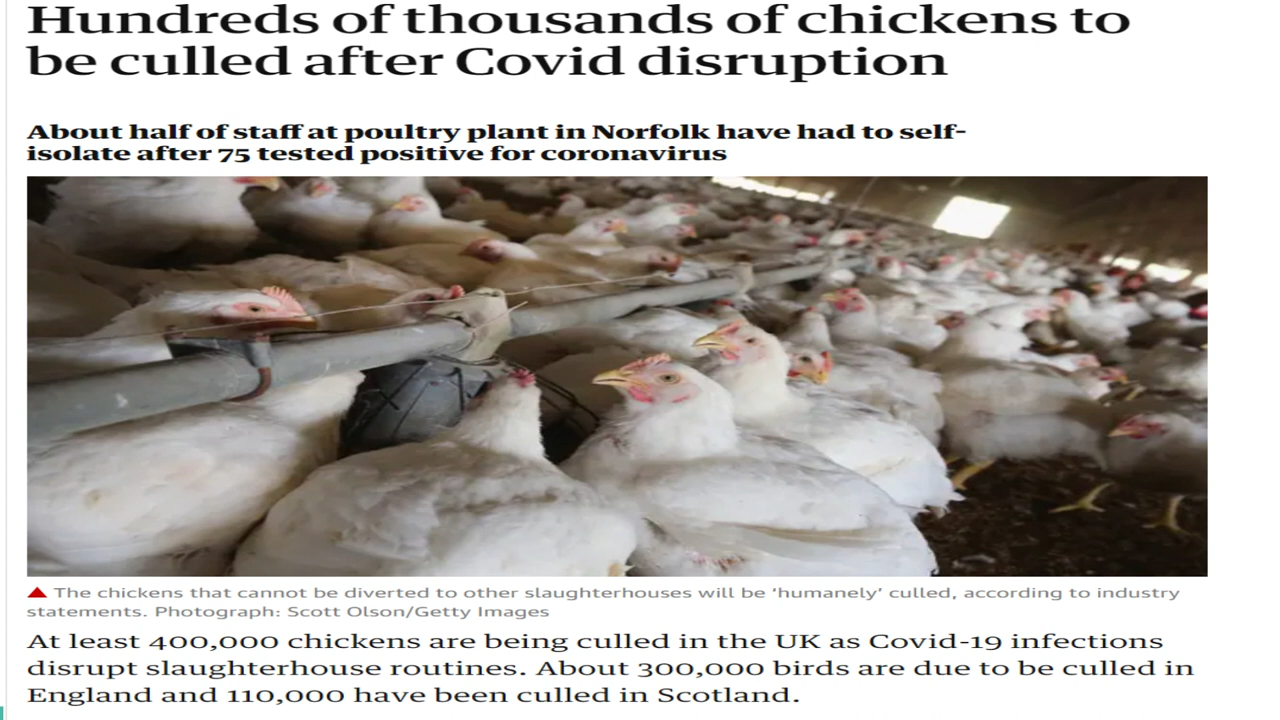 Hundreds of thousands of chickens to
be culled after Covid disruption
About half of staff at poultry plant in Norfolk have had to self-
isolate after 75 tested positive for coronavirus
The chickens that cannot be diverted to other slaughterhouses will be ‘humanely’ culled, according to industry
statements. Photograph: Scott Olson/Getty Images
At least 400,000 chickens are being culled in the UK as Covid-19 infections
disrupt slaughterhouse routines. About 300,000 birds are due to be culled in
England and 110,000 have been culled in Scotland.